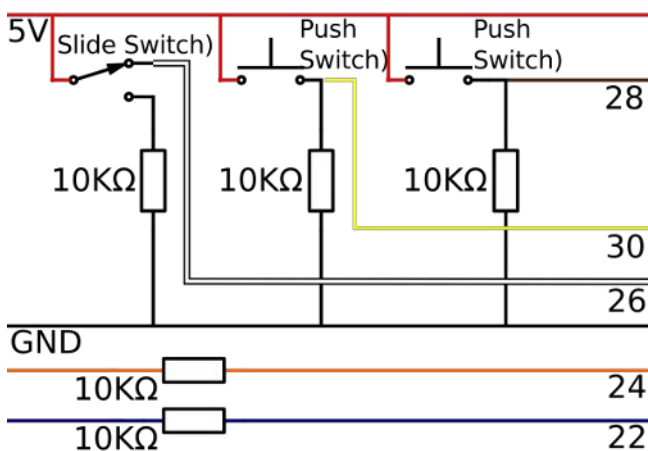 5V
Slide Switch)
Push
Switch)
Push
Switch)
28
10KΩ
10KΩ
10KΩ
30
26
GND
10KΩ
24
10KΩ
22